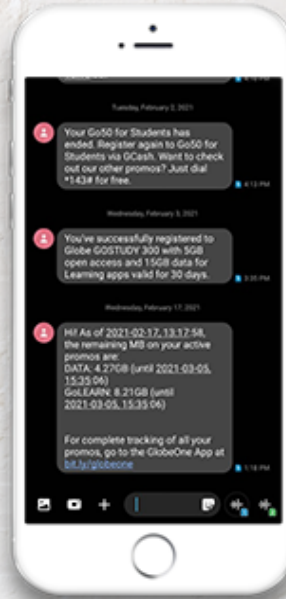 4:12 PM
Tuesday, February 2, 2021
Your Go50 for Students has
ended. Register again to Go50 for
Students via GCash. Want to check
out our other promos? Just dial
*143# for free.
4:13 PM
Wednesday, February 3, 2021
You've successfully registered to
Globe GOSTUDY 300 with 5GB
open access and 15GB data for
Learning apps valid for 30 days.
3:35 PM
Wednesday, February 17, 2021
Hi! As of 2021-02-17, 13:17:58,
the remaining MB on your active
promos are:
DATA: 4.27GB (until 2021-03-05,
15:35:06)
GoLEARN: 8.21GB (until
2021-03-05, 15:35:06)
For complete tracking of all your
promos, go to the GlobeOne App at
bit.ly/globeone
1:18 PM